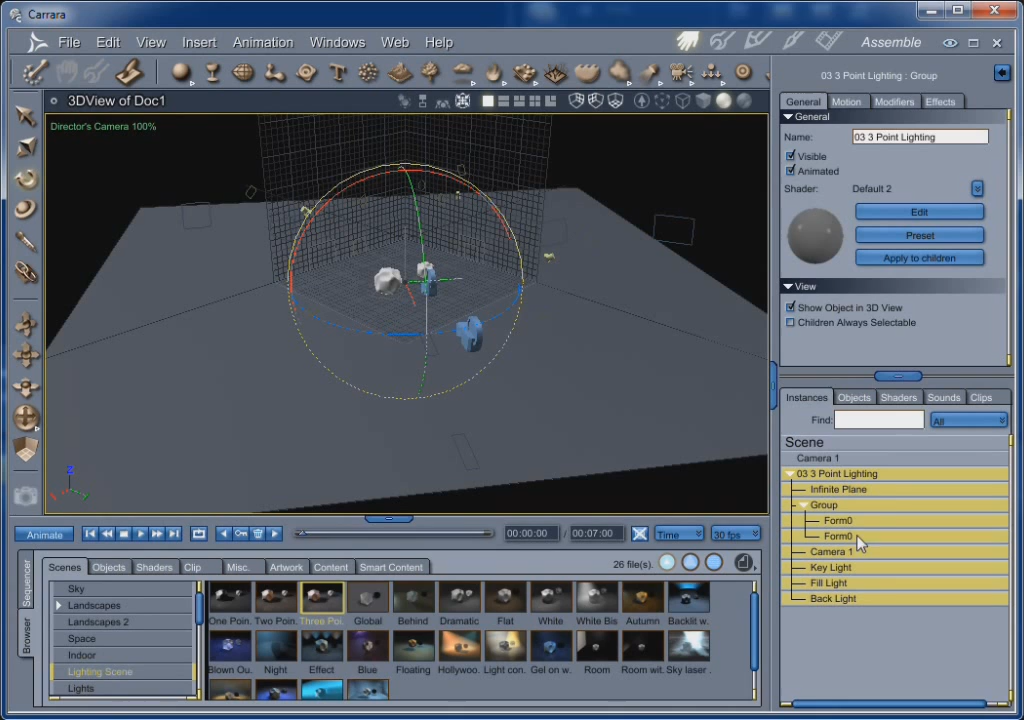 Carrara
File Edit View Insert Animation Windows Web Help
Assemble
3DView of Doc1
Director's Camera 100%
Z
03 3 Point Lighting : Group
General Motion Modifiers Effects
General
Name: 03 3 Point Lighting
Visible
Animated
Shader: Default 2
Edit
Preset
Apply to children
View
Show Object in 3D View
Children Always Selectable
Instances Objects Shaders Sounds Clips
Find: All
Scene
Camera 1
03 3 Point Lighting
Infinite Plane
Group
Form0
Form0
Camera 1
Key Light
Fill Light
Back Light
Animate 00:00:00 / 00:07:00 Time 30 fps
Sequencer
Browser
Scenes Objects Shaders Clip Misc. Artwork Content Smart Content 26 file(s).
Sky
Landscapes
Landscapes 2
Space
Indoor
Lighting Scene
Lights
One Poin. Two Poin. Three Poi. Global Behind Dramatic Flat White White Bis Autumn Backlit w.
Blown Ou. Night Effect Blue Floating Hollywoo. Light con. Gel on w. Room Room wit. Sky laser .